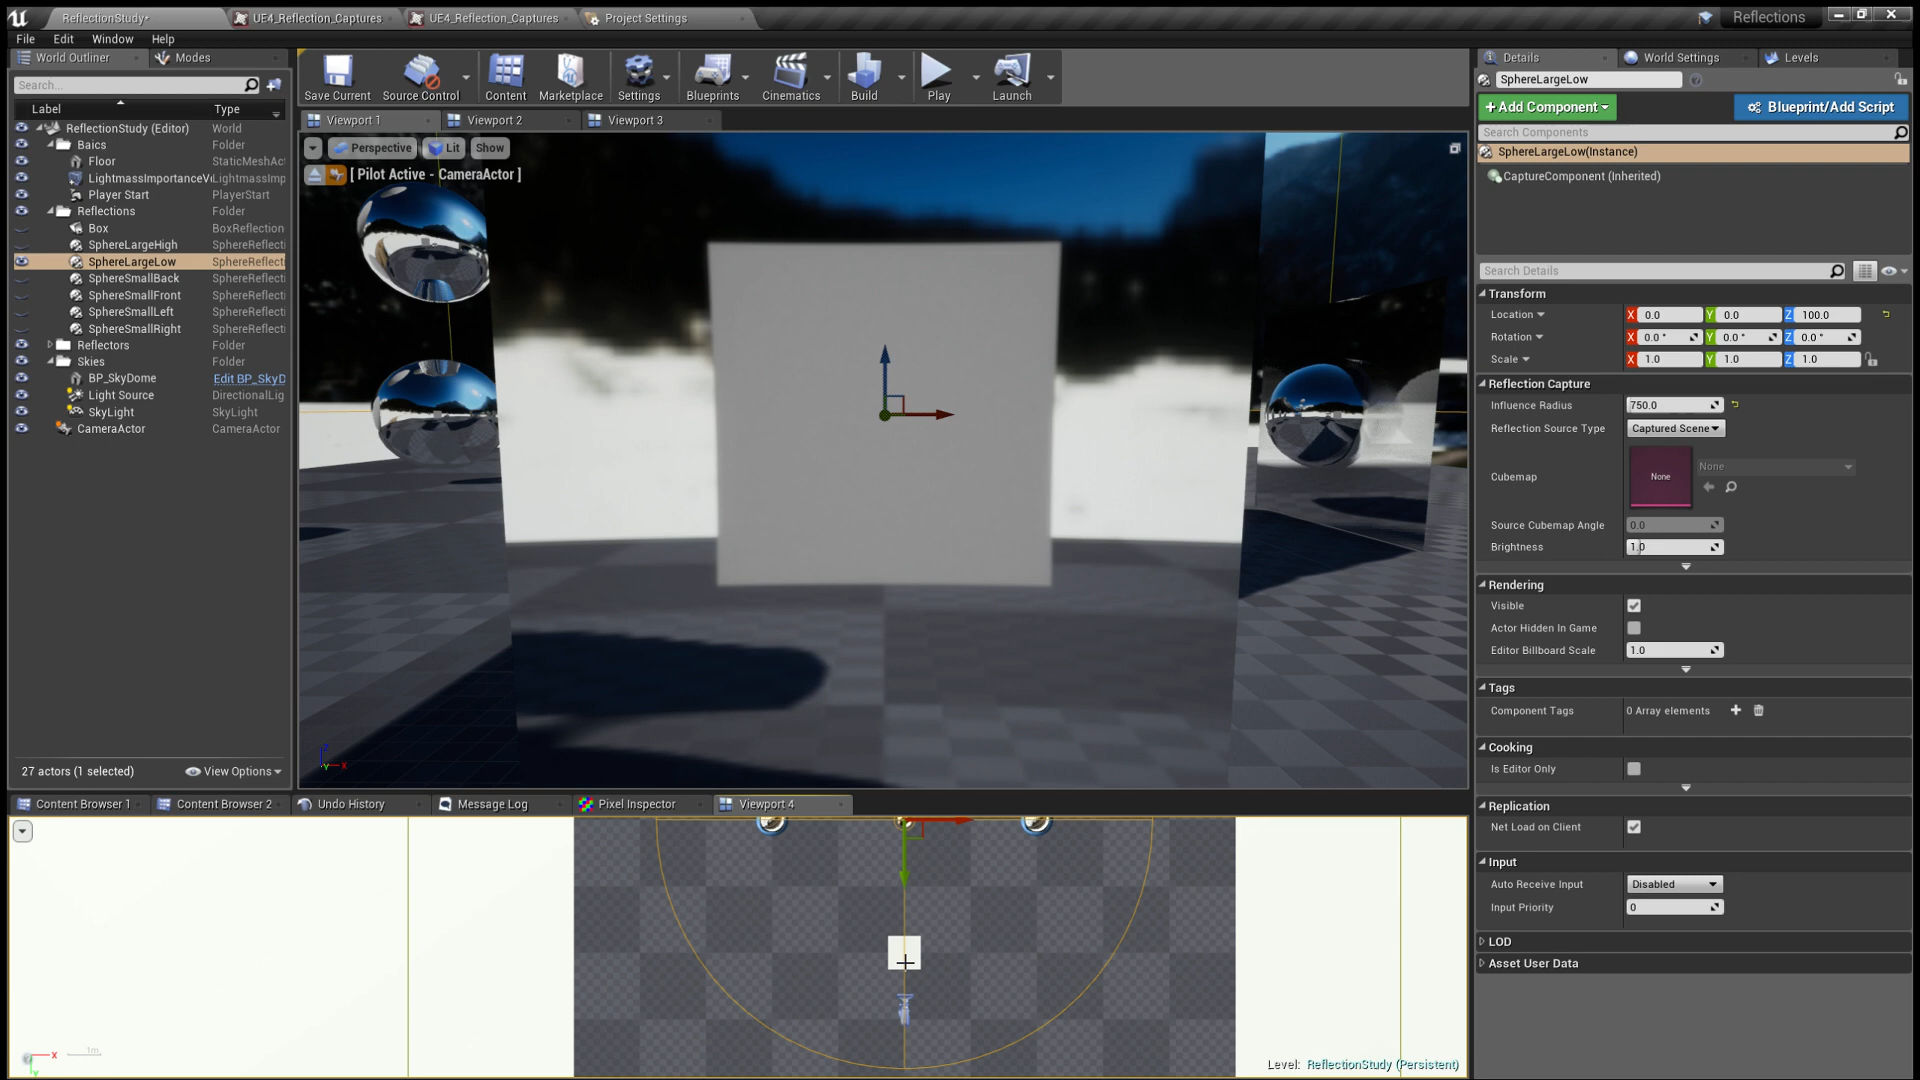 ReflectionStudy*
UE4_Reflection_Captures
UE4_Reflection_Captures
Project Settings
Reflections
File Edit Window Help
World Outliner
Modes
Search...
Label Type
ReflectionStudy (Editor) World
Baics Folder
Floor StaticMeshAc
LightmassImportanceV LightmassImp
Player Start PlayerStart
Reflections Folder
Box BoxReflection
SphereLargeHigh SphereReflecti
SphereLargeLow SphereReflecti
SphereSmallBack SphereReflecti
SphereSmallFront SphereReflecti
SphereSmallLeft SphereReflecti
SphereSmallRight SphereReflecti
Reflectors Folder
Skies Folder
BP_SkyDome Edit BP_SkyD
Light Source DirectionalLig
SkyLight SkyLight
CameraActor CameraActor
27 actors (1 selected)
View Options
Save Current
Source Control
Content
Marketplace
Settings
Blueprints
Cinematics
Build
Play
Launch
Viewport 1
Viewport 2
Viewport 3
Perspective Lit Show
[ Pilot Active - CameraActor ]
Z
X
Y
Content Browser 1
Content Browser 2
Undo History
Message Log
Pixel Inspector
Viewport 4
X
Y
1m
Level: ReflectionStudy (Persistent)
Details
World Settings
Levels
SphereLargeLow
+Add Component
Blueprint/Add Script
Search Components
SphereLargeLow(Instance)
CaptureComponent (Inherited)
Search Details
Transform
Location X 0.0 Y 0.0 Z 100.0
Rotation X 0.0 ° Y 0.0 ° Z 0.0 °
Scale X 1.0 Y 1.0 Z 1.0
Reflection Capture
Influence Radius 750.0
Reflection Source Type Captured Scene
Cubemap None None
Source Cubemap Angle 0.0
Brightness 1.0
Rendering
Visible
Actor Hidden In Game
Editor Billboard Scale 1.0
Tags
Component Tags 0 Array elements
Cooking
Is Editor Only
Replication
Net Load on Client
Input
Auto Receive Input Disabled
Input Priority 0
LOD
Asset User Data